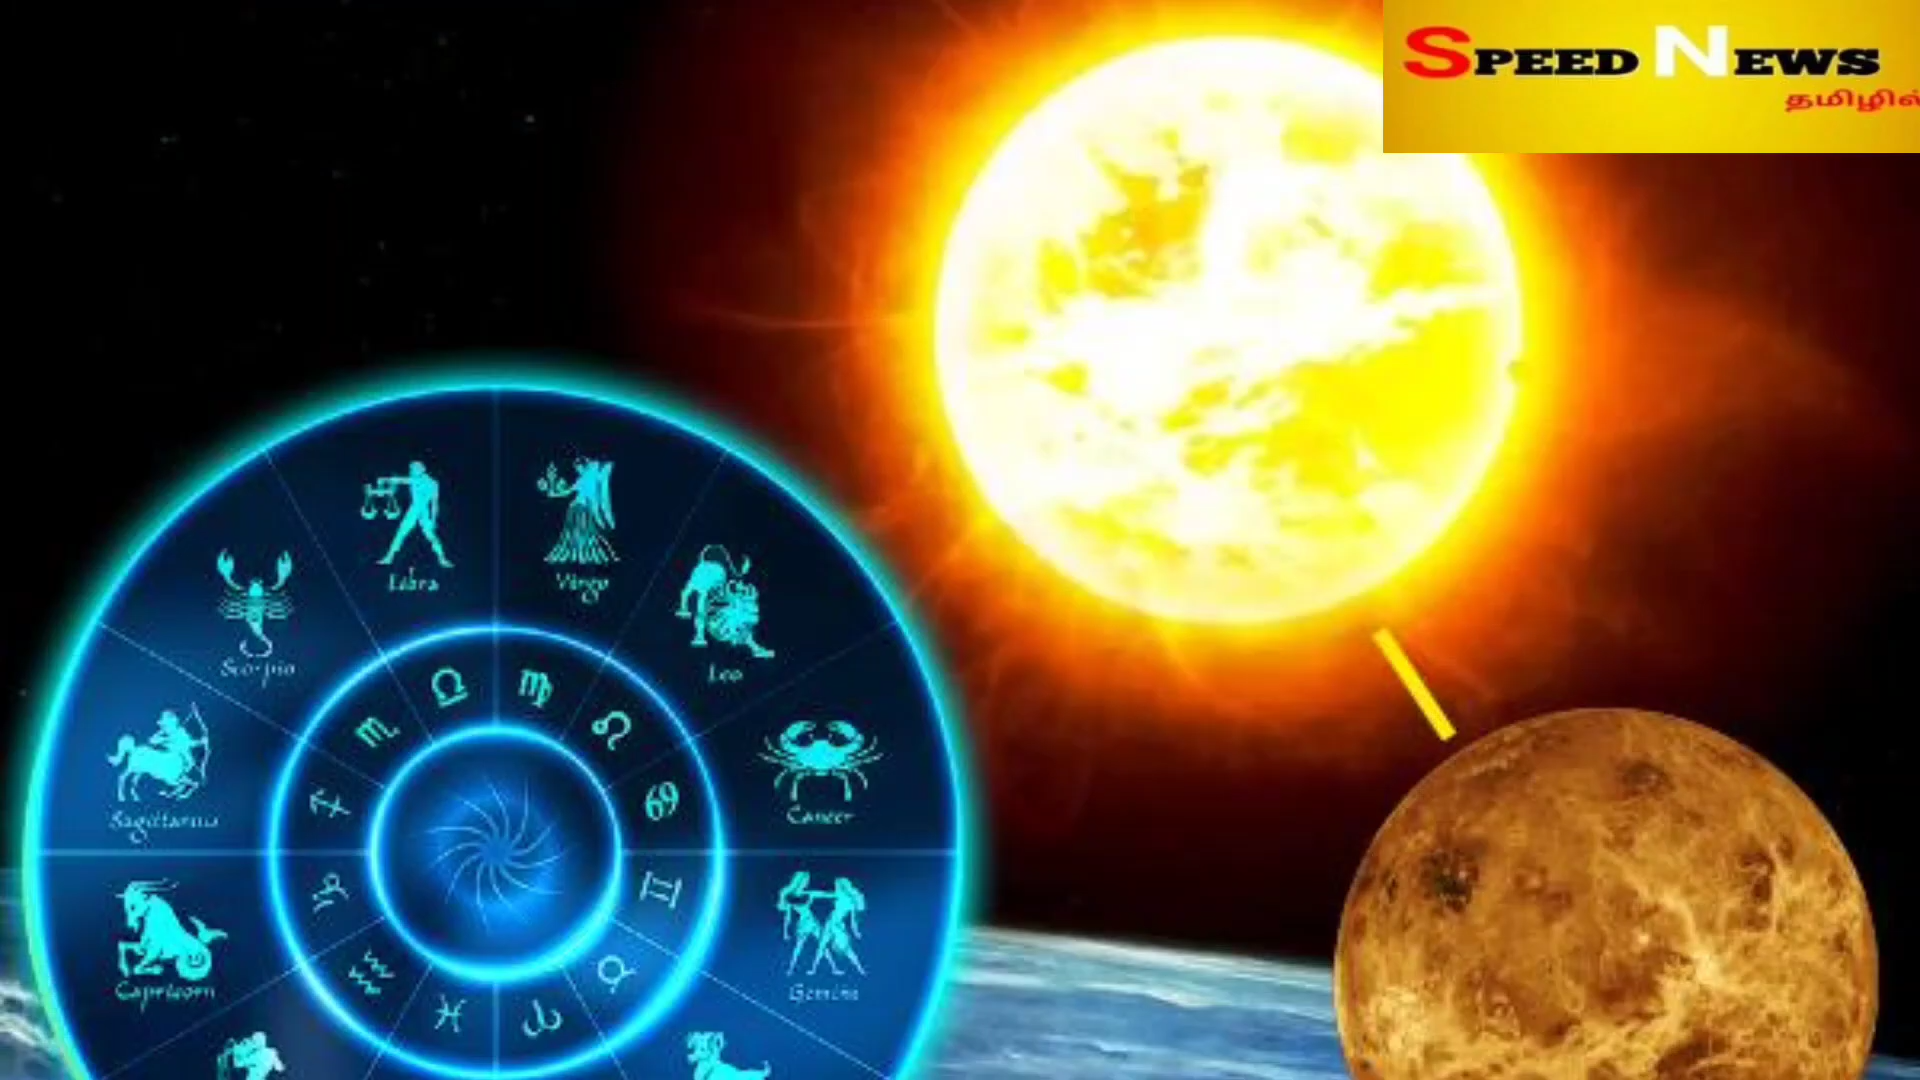 SPEED NEWS
தமிழில்
Libra
Virgo
Scorpio
Leo
Sagittarius
Cancer
Capricorn
Gemini